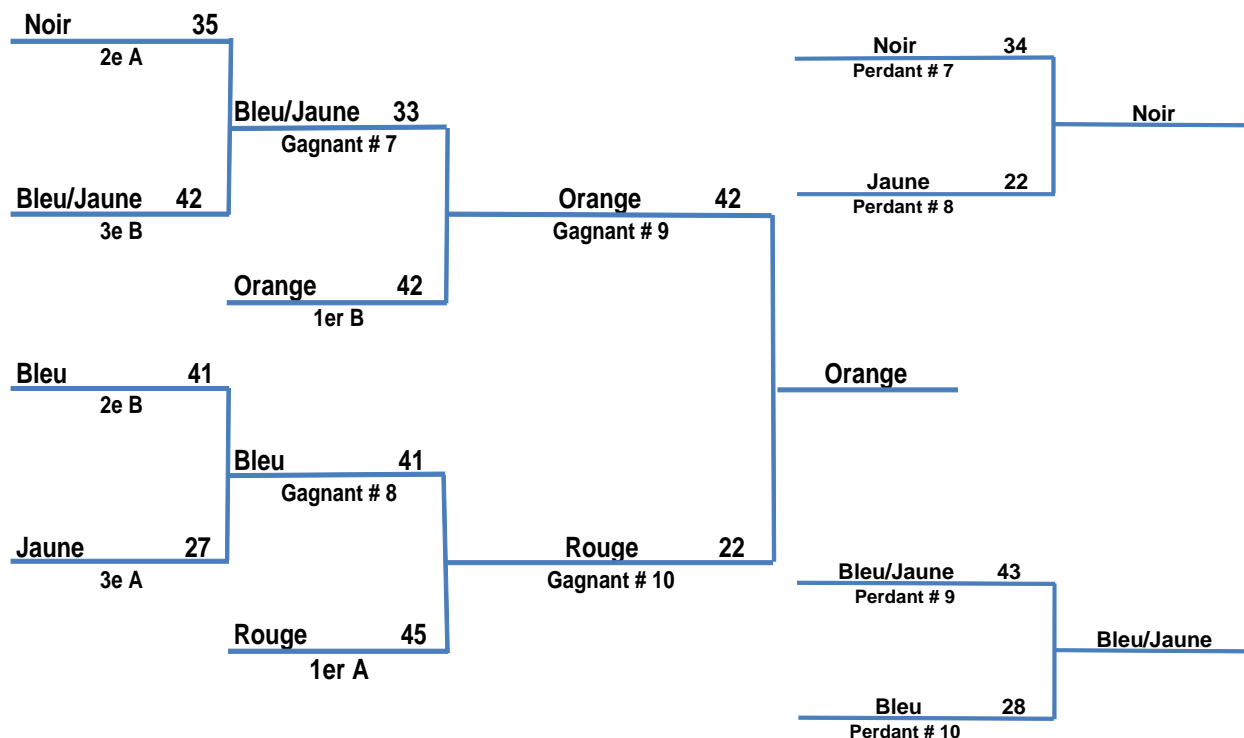 Noir 35
2e A
Bleu/Jaune 33
Gagnant # 7
Bleu/Jaune 42
3e B
Orange 42
Gagnant # 9
Orange 42
1er B
Bleu 41
2e B
Orange
Bleu 41
Gagnant # 8
Jaune 27
3e A
Rouge 22
Gagnant # 10
Rouge 45
1er A
Noir 34
Perdant # 7
Noir
Jaune 22
Perdant # 8
Bleu/Jaune 43
Perdant # 9
Bleu/Jaune
Bleu 28
Perdant # 10